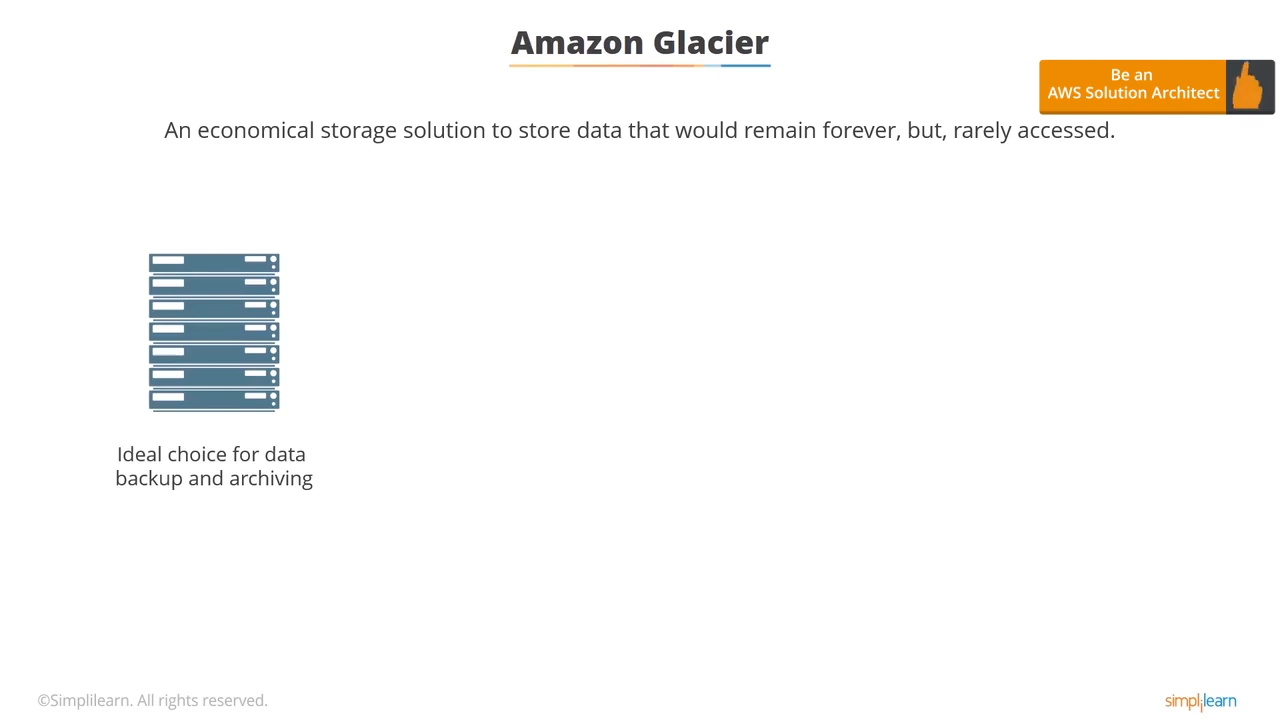 Amazon Glacier
Be an
AWS Solution Architect
An economical storage solution to store data that would remain forever, but, rarely accessed.
Ideal choice for data
backup and archiving
©Simplilearn. All rights reserved.
simplilearn